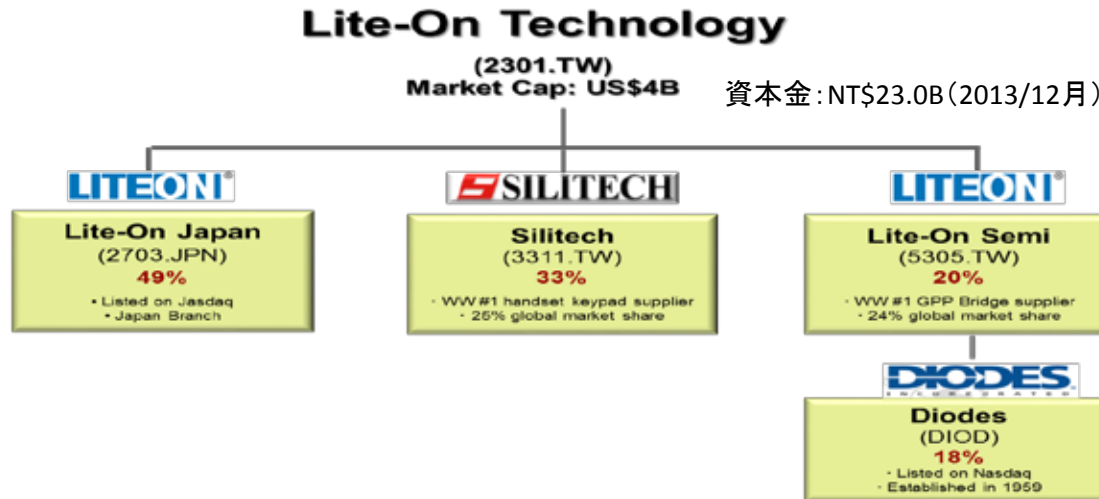 Lite-On Technology
(2301.TW)
Market Cap: US$4B
資本金：NT$23.0B（2013/12月）
LITEON®
Lite-On Japan
(2703.JPN)
49%
• Listed on Jasdaq
• Japan Branch
SILITECH
Silitech
(3311.TW)
33%
· WW #1 handset keypad supplier
· 25% global market share
LITEON®
Lite-On Semi
(5305.TW)
20%
· WW #1 GPP Bridge supplier
· 24% global market share
DIODES
INCORPORATED
Diodes
(DIOD)
18%
· Listed on Nasdaq
· Established in 1959